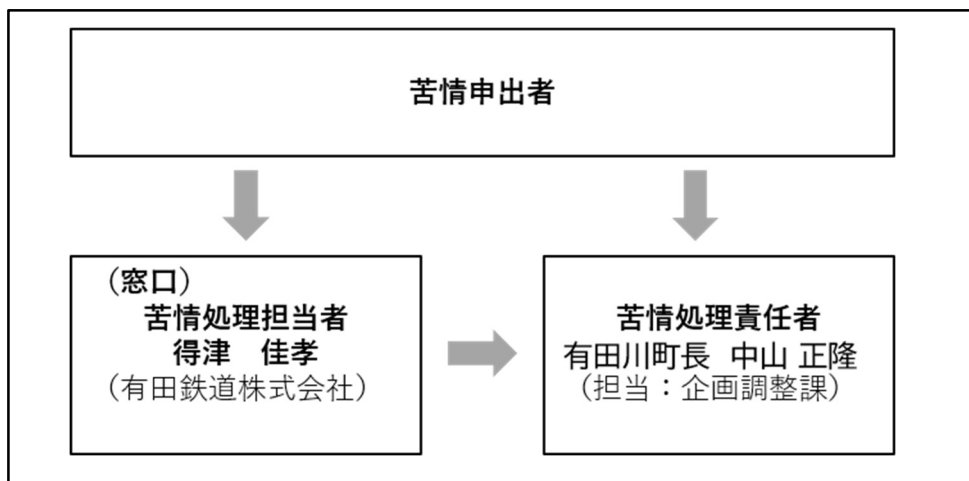 苦情申出者
（窓口）
苦情処理担当者
得津　佳孝
（有田鉄道株式会社）
苦情処理責任者
有田川町長 中山 正隆
（担当：企画調整課）